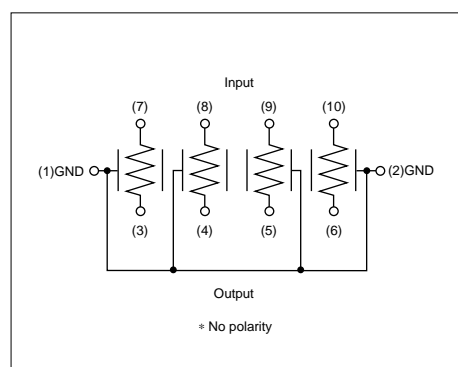 Input
(7) (8) (9) (10)
(1)GND (2)GND
(3) (4) (5) (6)
Output
* No polarity